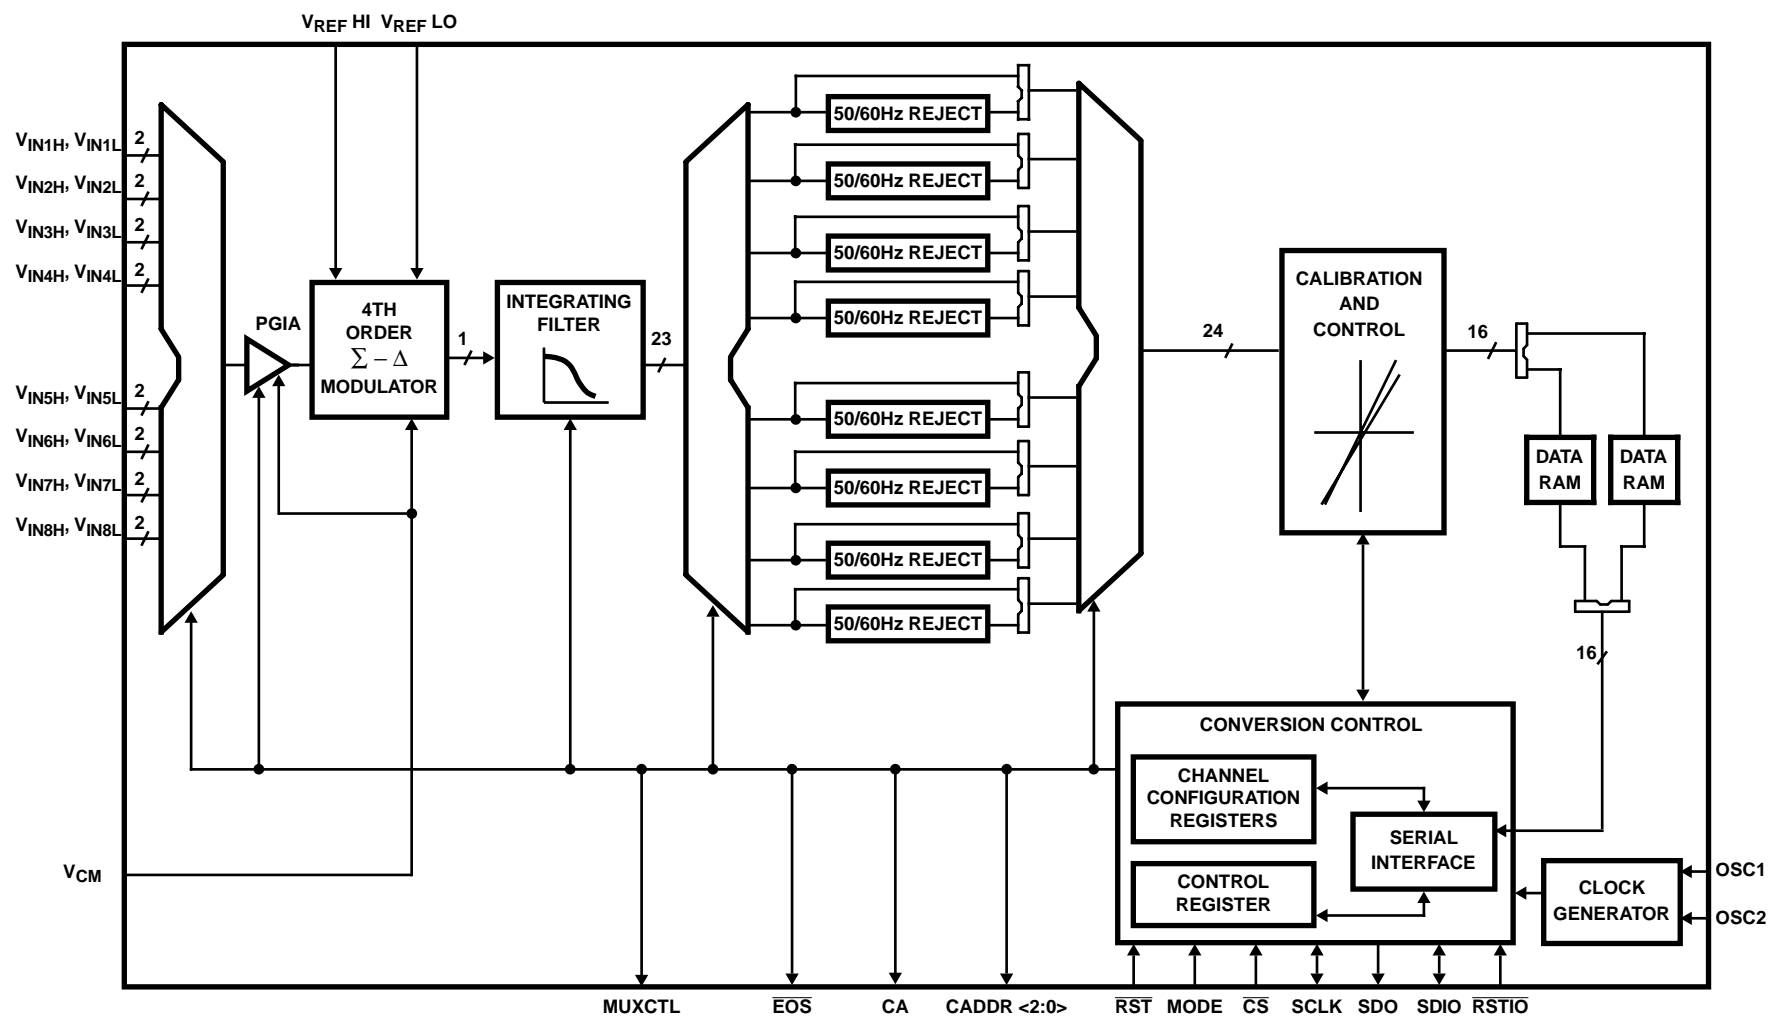 VREF HI VREF LO
VIN1H, VIN1L 2
VIN2H, VIN2L 2
VIN3H, VIN3L 2
VIN4H, VIN4L 2
VIN5H, VIN5L 2
VIN6H, VIN6L 2
VIN7H, VIN7L 2
VIN8H, VIN8L 2
PGIA
4TH
ORDER
∑ – Δ
MODULATOR
1
INTEGRATING
FILTER
23
50/60Hz REJECT
50/60Hz REJECT
50/60Hz REJECT
50/60Hz REJECT
50/60Hz REJECT
50/60Hz REJECT
50/60Hz REJECT
50/60Hz REJECT
24
CALIBRATION
AND
CONTROL
16
DATA
RAM
DATA
RAM
16
CONVERSION CONTROL
CHANNEL
CONFIGURATION
REGISTERS
SERIAL
INTERFACE
CONTROL
REGISTER
CLOCK
GENERATOR
OSC1
OSC2
VCM
MUXCTL
EOS
CA
CADDR <2:0>
RST
MODE
CS
SCLK
SDO
SDIO
RSTIO